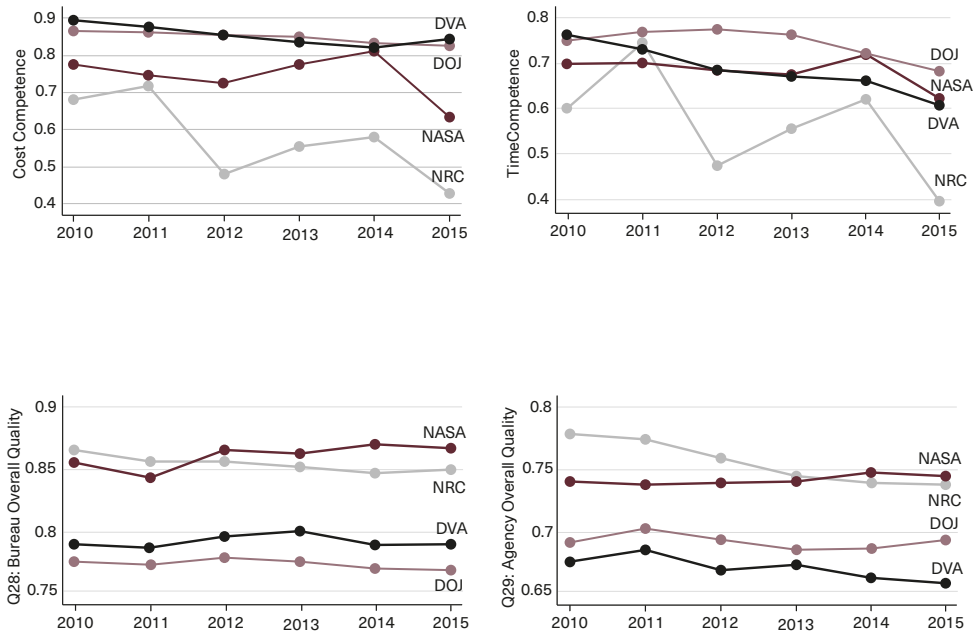 Cost Competence
0.9
0.8
0.7
0.6
0.5
0.4
DVA
DOJ
NASA
NRC
2010 2011 2012 2013 2014 2015
TimeCompetence
0.8
0.7
0.6
0.5
0.4
DOJ
NASA
DVA
NRC
2010 2011 2012 2013 2014 2015
Q28: Bureau Overall Quality
0.9
0.85
0.8
0.75
NASA
NRC
DVA
DOJ
2010 2011 2012 2013 2014 2015
Q29: Agency Overall Quality
0.8
0.75
0.7
0.65
NASA
NRC
DOJ
DVA
2010 2011 2012 2013 2014 2015